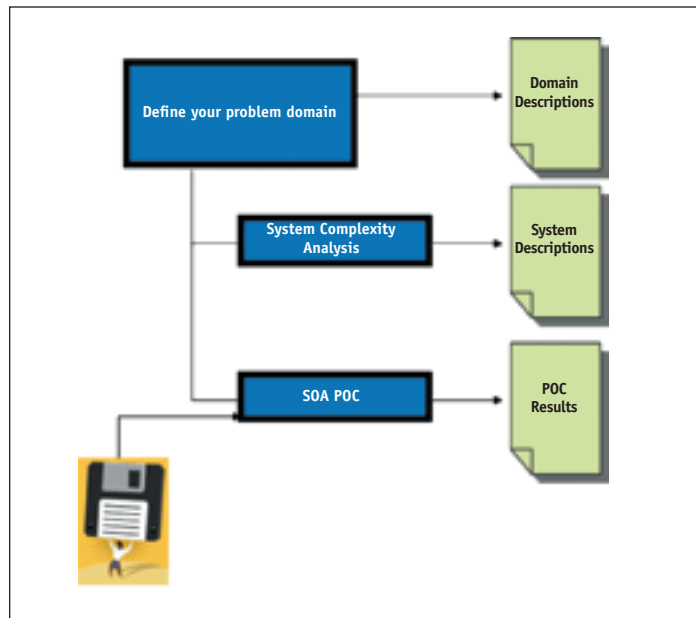 Define your problem domain
Domain
Descriptions
System Complexity
Analysis
System
Descriptions
SOA POC
POC
Results